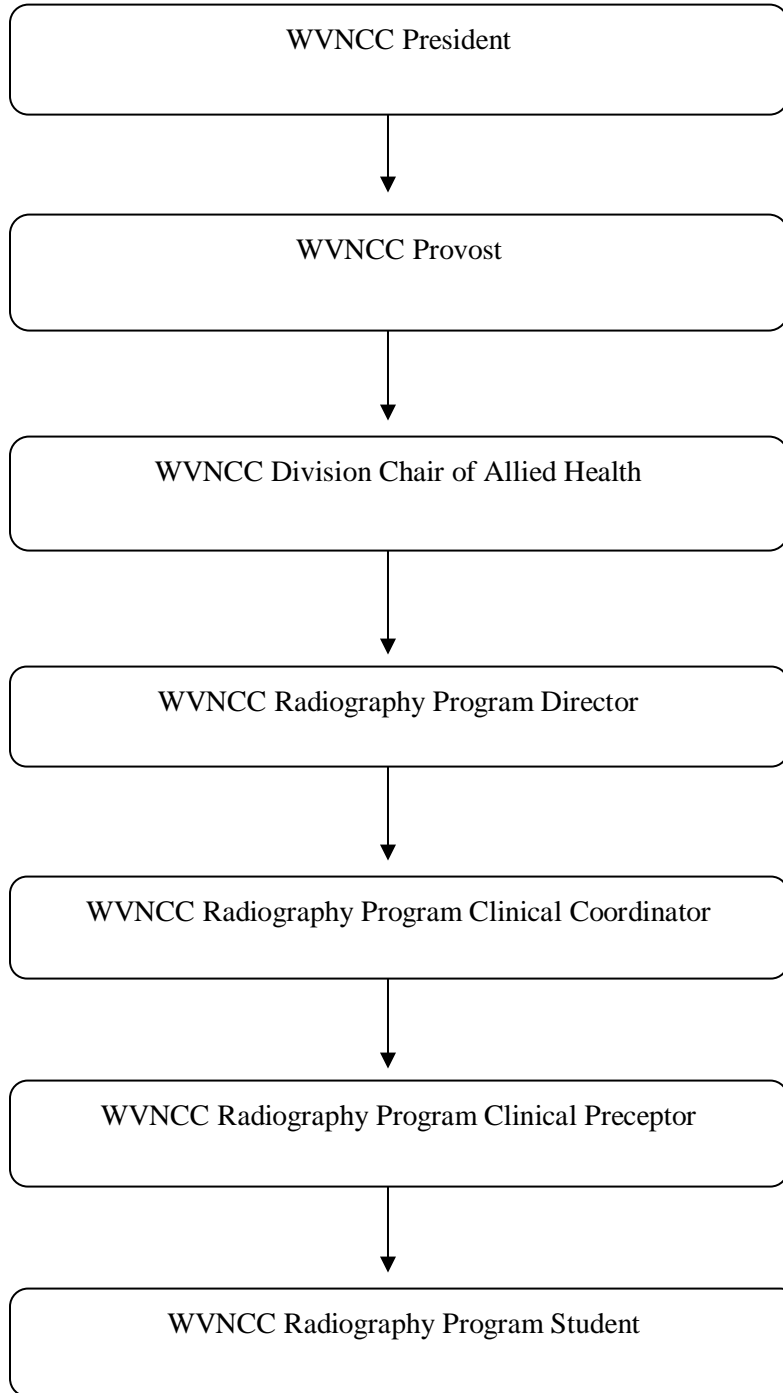 WVNCC President
WVNCC Provost
WVNCC Division Chair of Allied Health
WVNCC Radiography Program Director
WVNCC Radiography Program Clinical Coordinator
WVNCC Radiography Program Clinical Preceptor
WVNCC Radiography Program Student